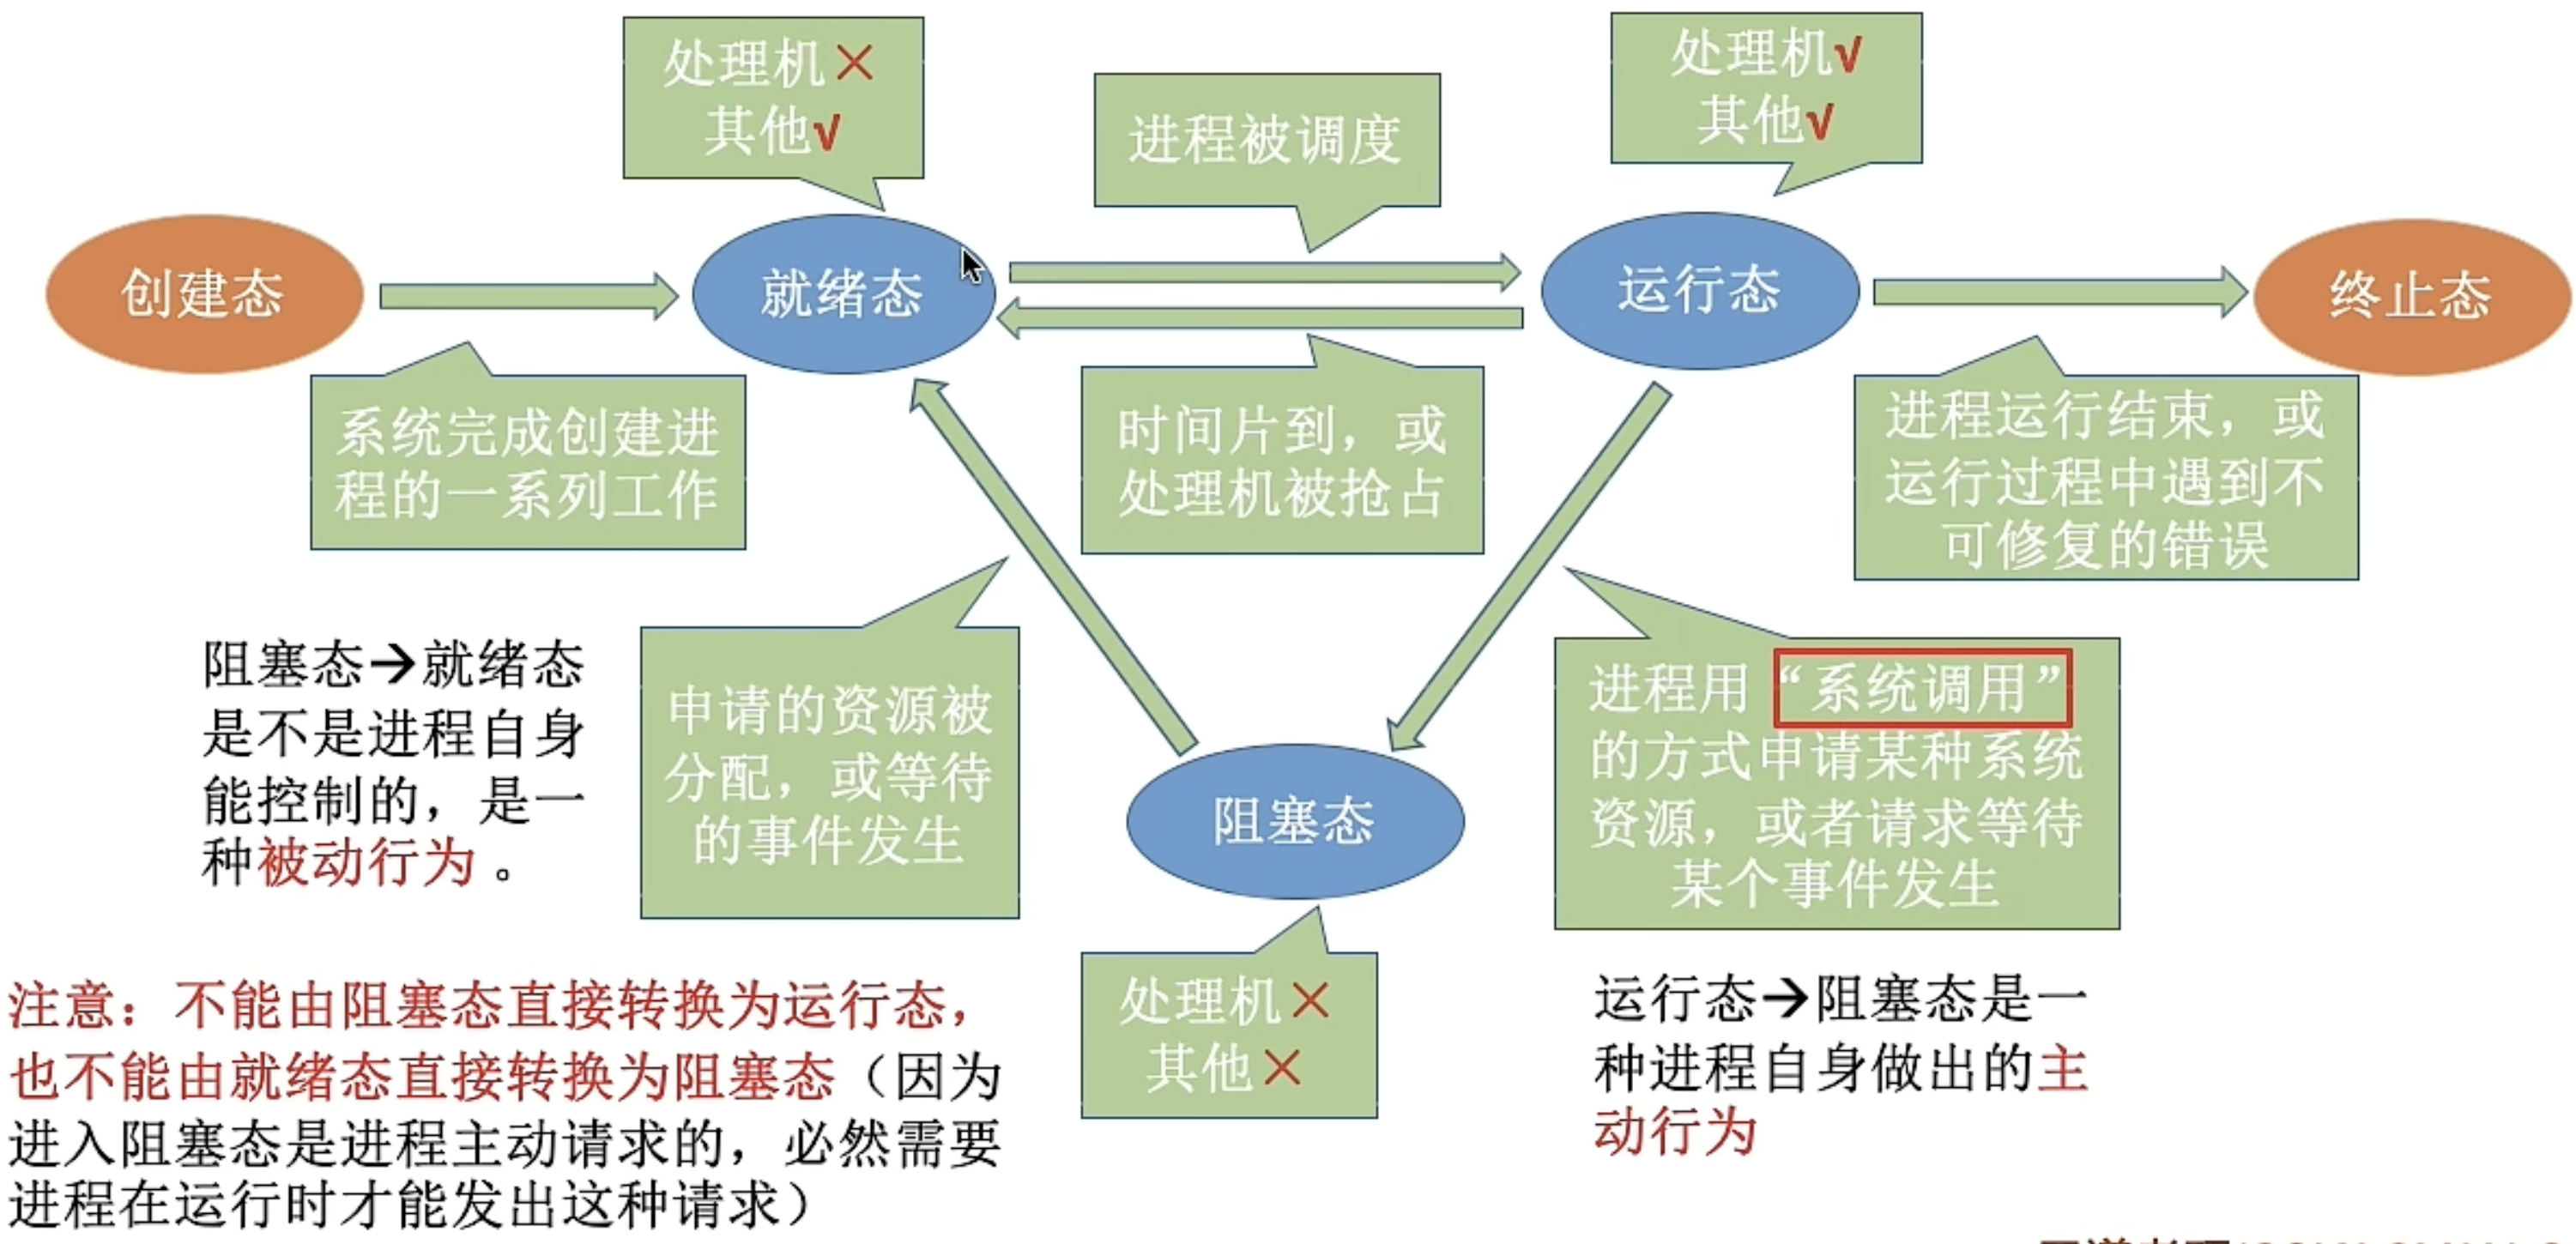 处理机×
其他√
进程被调度
处理机√
其他√
创建态
就绪态
运行态
终止态
系统完成创建进
程的一系列工作
时间片到，或
处理机被抢占
进程运行结束，或
运行过程中遇到不
可修复的错误
阻塞态→就绪态
是不是进程自身
能控制的，是一
种被动行为。
申请的资源被
分配，或等待
的事件发生
进程用“系统调用”
的方式申请某种系统
资源，或者请求等待
某个事件发生
阻塞态
处理机×
其他×
运行态→阻塞态是一
种进程自身做出的主
动行为
注意：不能由阻塞态直接转换为运行态，
也不能由就绪态直接转换为阻塞态（因为
进入阻塞态是进程主动请求的，必然需要
进程在运行时才能发出这种请求）